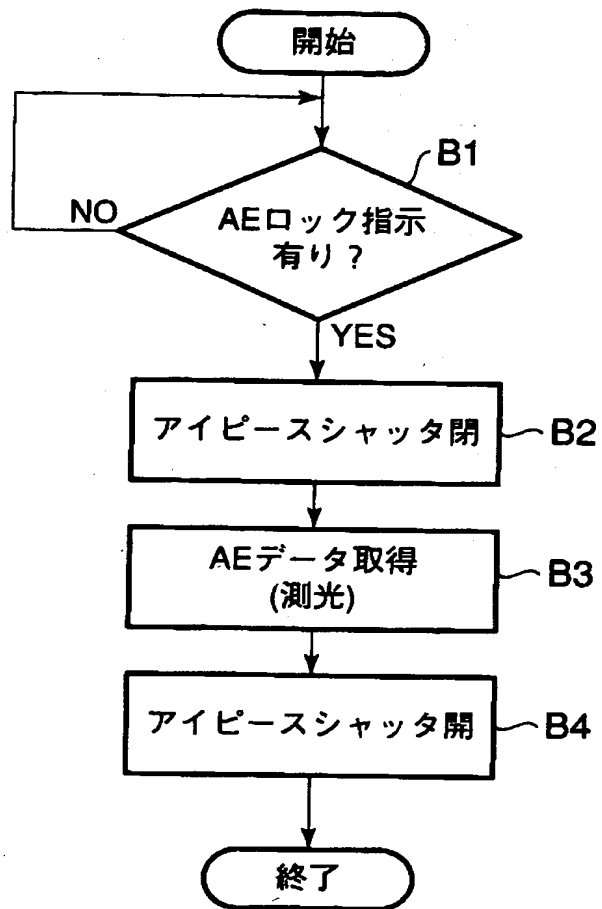 開始
B1
AEロック指示
有り？
NO
YES
アイピースシャッタ閉
B2
AEデータ取得
(測光)
B3
アイピースシャッタ開
B4
終了